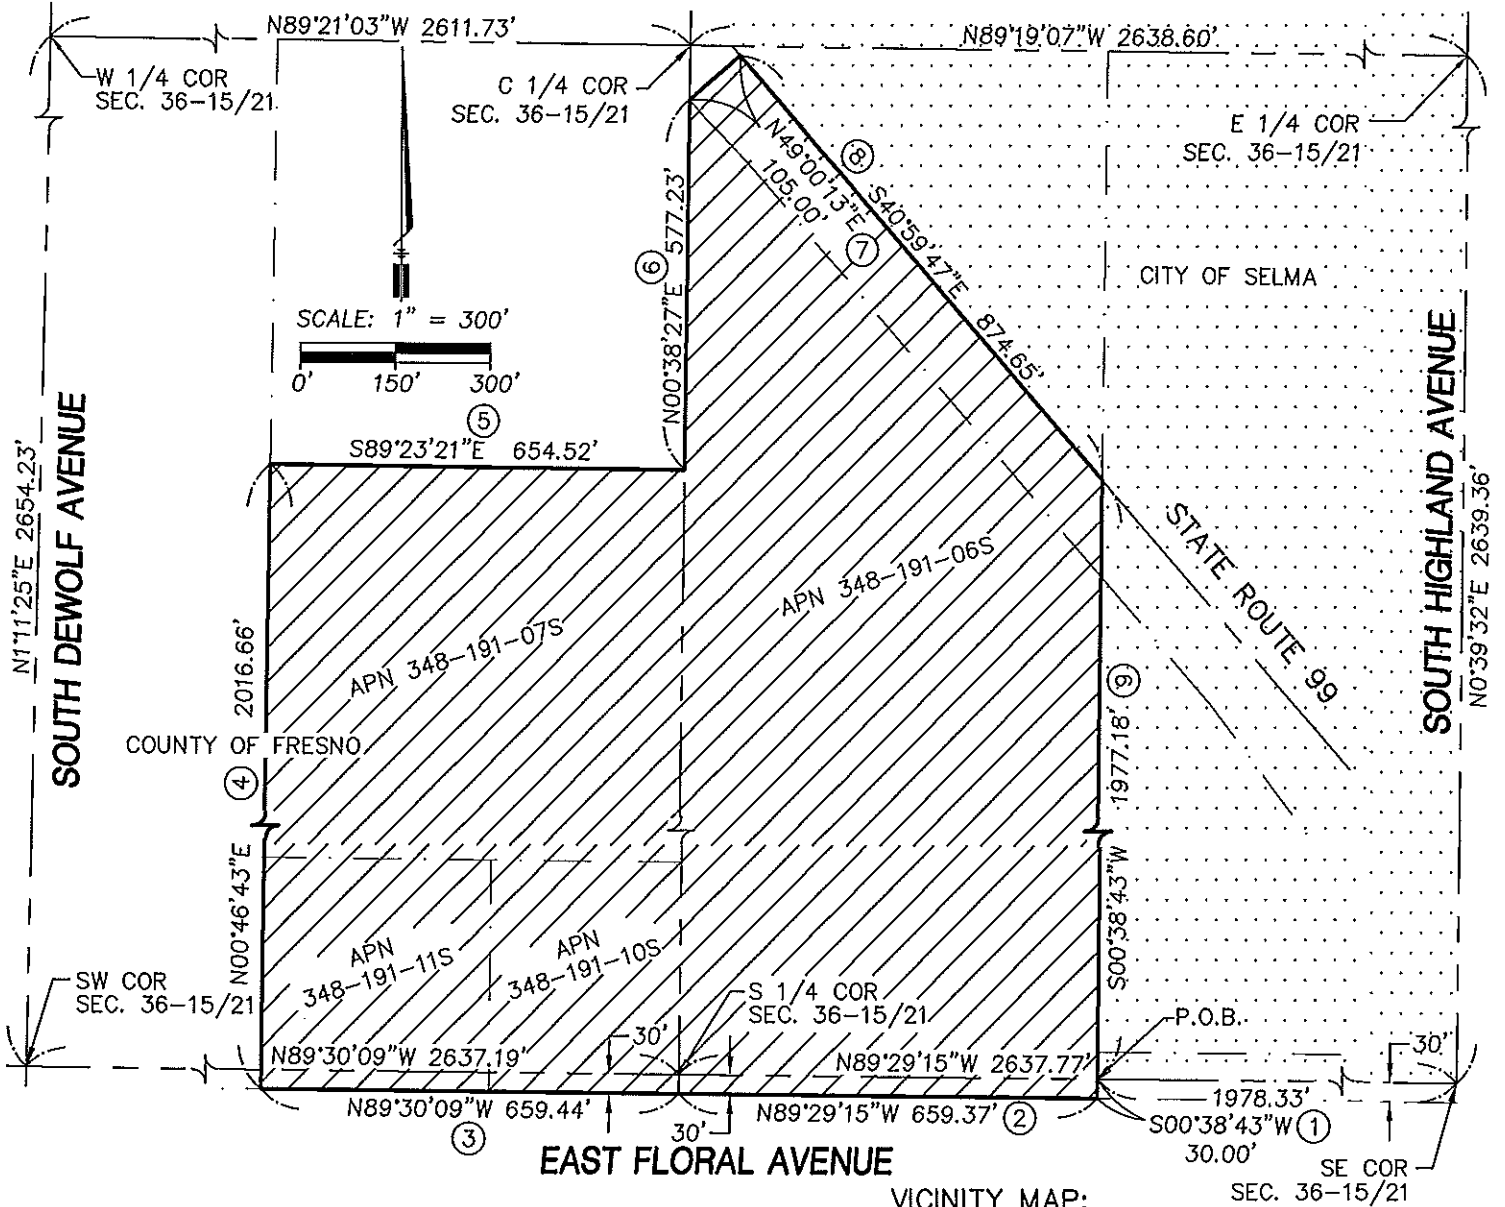 N89°21'03"W 2611.73'
N89°19'07"W 2638.60'
W 1/4 COR
SEC. 36-15/21
C 1/4 COR
SEC. 36-15/21
E 1/4 COR
SEC. 36-15/21
N49°00'13"E
105.00'
⑦
⑧
S40°59'47"E 874.65'
⑥
N00°38'27"E 577.23'
CITY OF SELMA
SCALE: 1" = 300'
0' 150' 300'
⑤
S89°23'21"E 654.52'
SOUTH DEWOLF AVENUE
N1°11'25"E 2654.23'
SOUTH HIGHLAND AVENUE
N0°39'32"E 2639.36'
STATE ROUTE 99
APN 348-191-06S
APN 348-191-07S
2016.66'
COUNTY OF FRESNO
④
N00°46'43"E
⑨
1977.18'
S00°38'43"W
APN
348-191-11S
APN
348-191-10S
SW COR
SEC. 36-15/21
S 1/4 COR
SEC. 36-15/21
P.O.B.
30'
30'
N89°30'09"W 2637.19'
N89°29'15"W 2637.77'
1978.33'
N89°30'09"W 659.44'
③
30'
N89°29'15"W 659.37' ②
S00°38'43"W ①
30.00'
EAST FLORAL AVENUE
SE COR
SEC. 36-15/21
VICINITY MAP: